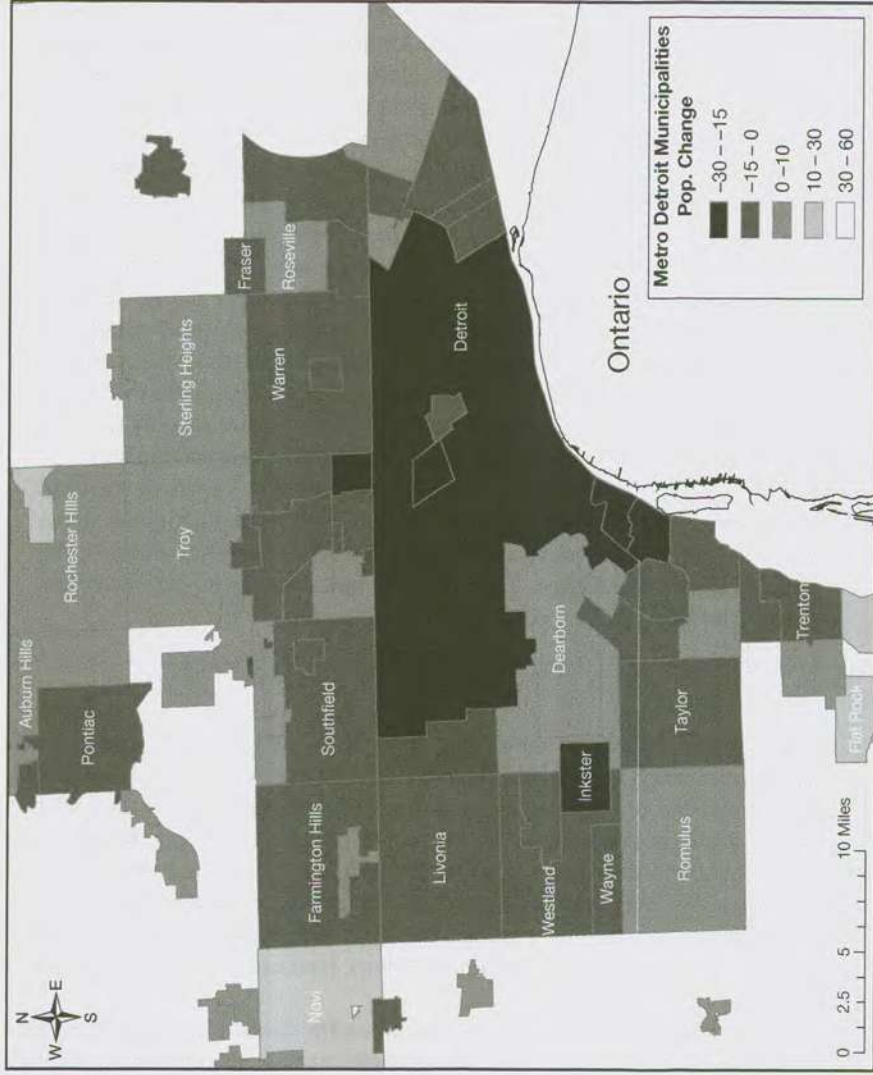 N
W E
S
Auburn Hills
Rochester Hills
Pontiac
Troy
Sterling Heights
Fraser
Roseville
Novi
Farmington Hills
Southfield
Warren
Livonia
Detroit
Westland
Dearborn
Inkster
Wayne
Romulus
Taylor
Trenton
Flat Rock
Ontario
0 2.5 5 10 Miles
Metro Detroit Municipalities
Pop. Change
-30 – -15
-15 – 0
0 –10
10 – 30
30 – 60